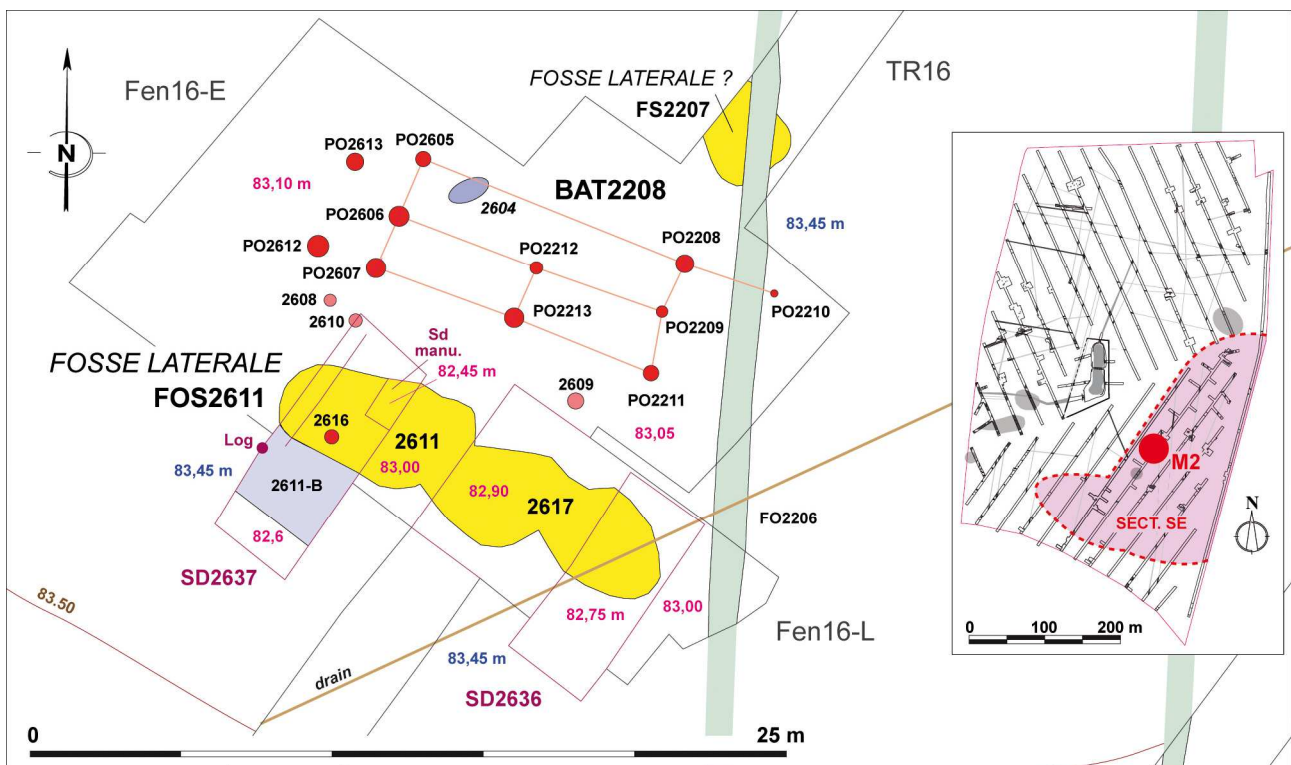 FOSSE LATERALE ?
FS2207
TR16
Fen16-E
N
PO2613
PO2605
83,10 m
BAT2208
2604
PO2606
83,45 m
PO2612
PO2212
PO2208
PO2607
2608
2610
PO2213
PO2209
PO2210
Sd
manu.
82,45 m
FOSSE LATERALE
FOS2611
2609
PO2211
83,05
2616
2611
Log
83,45 m
83,00
2611-B
82,90
2617
FO2206
82,6
SD2637
83.50
82,75 m
83,00
Fen16-L
83,45 m
drain
SD2636
0
25 m
M2
SECT. SE
N
0
100
200 m